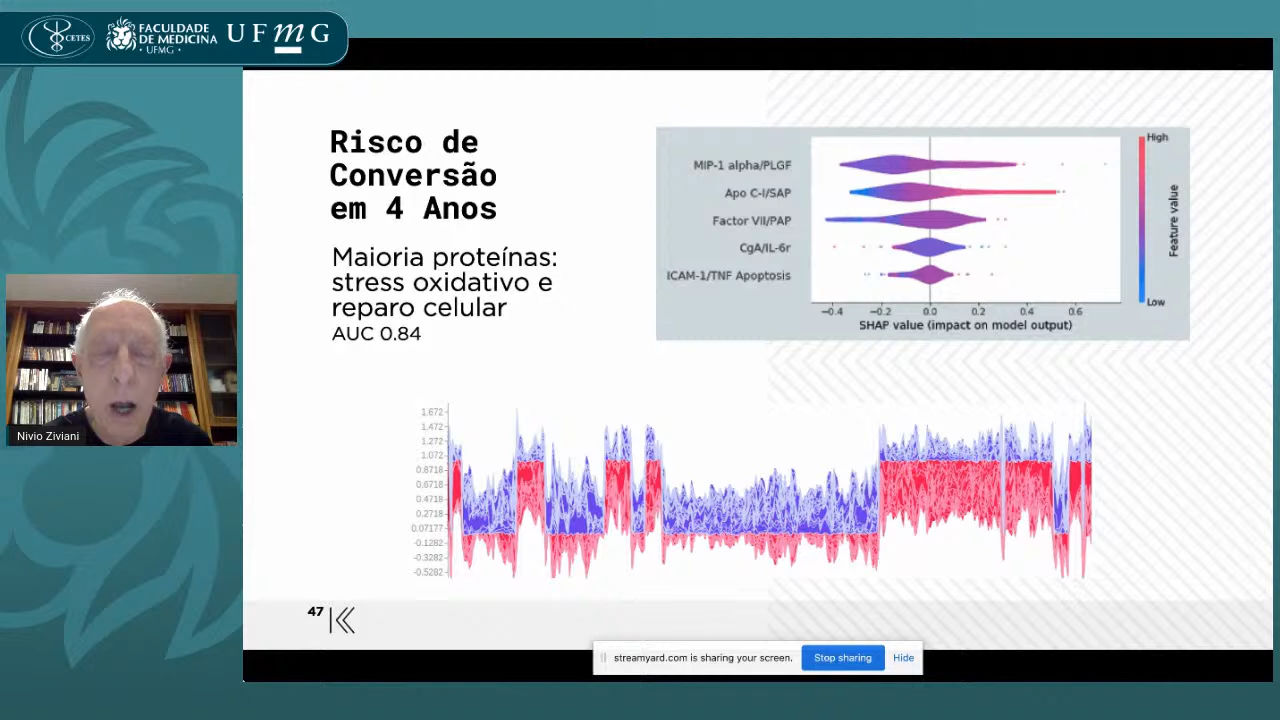 CETES
FACULDADE
DE MEDICINA
• UFMG •
UFMG
Risco de
Conversão
em 4 Anos
Maioria proteínas:
stress oxidativo e
reparo celular
AUC 0.84
MIP-1 alpha/PLGF
Apo C-I/SAP
Factor VII/PAP
CgA/IL-6r
ICAM-1/TNF Apoptosis
−0.4 −0.2 0.0 0.2 0.4 0.6
SHAP value (impact on model output)
High
Feature value
Low
Nivio Ziviani
1.672
1.472
1.272
1.072
0.8718
0.6718
0.4718
0.2718
0.07177
-0.1282
-0.3282
-0.5282
47
streamyard.com is sharing your screen. Stop sharing Hide